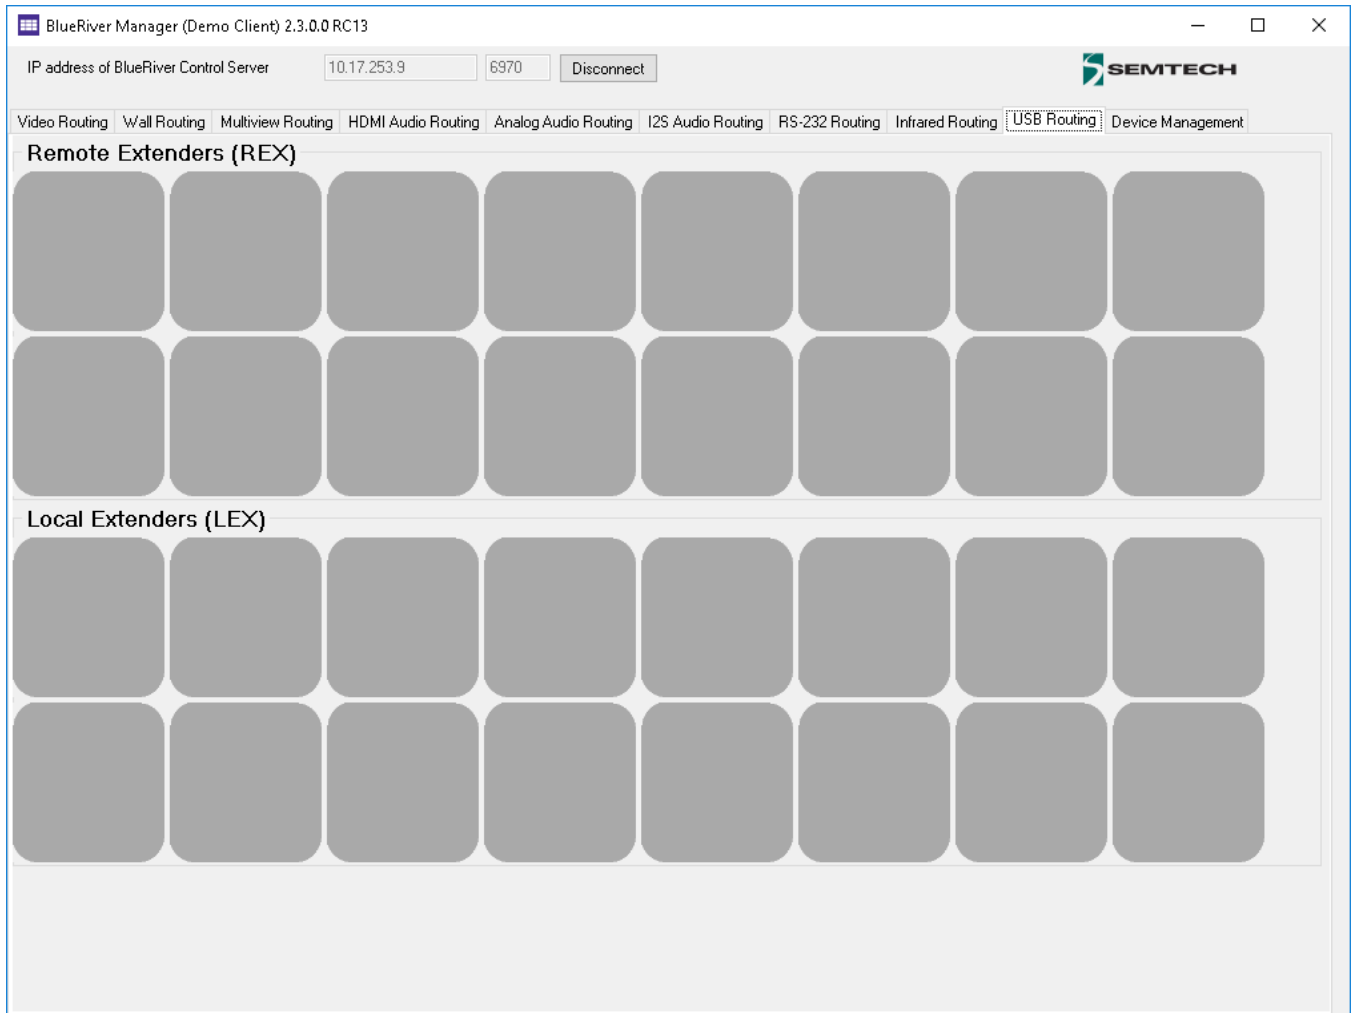 BlueRiver Manager (Demo Client) 2.3.0.0 RC13
IP address of BlueRiver Control Server 10.17.253.9 6970 Disconnect SEMTECH
Video Routing Wall Routing Multiview Routing HDMI Audio Routing Analog Audio Routing I2S Audio Routing RS-232 Routing Infrared Routing USB Routing Device Management
Remote Extenders (REX)
Local Extenders (LEX)